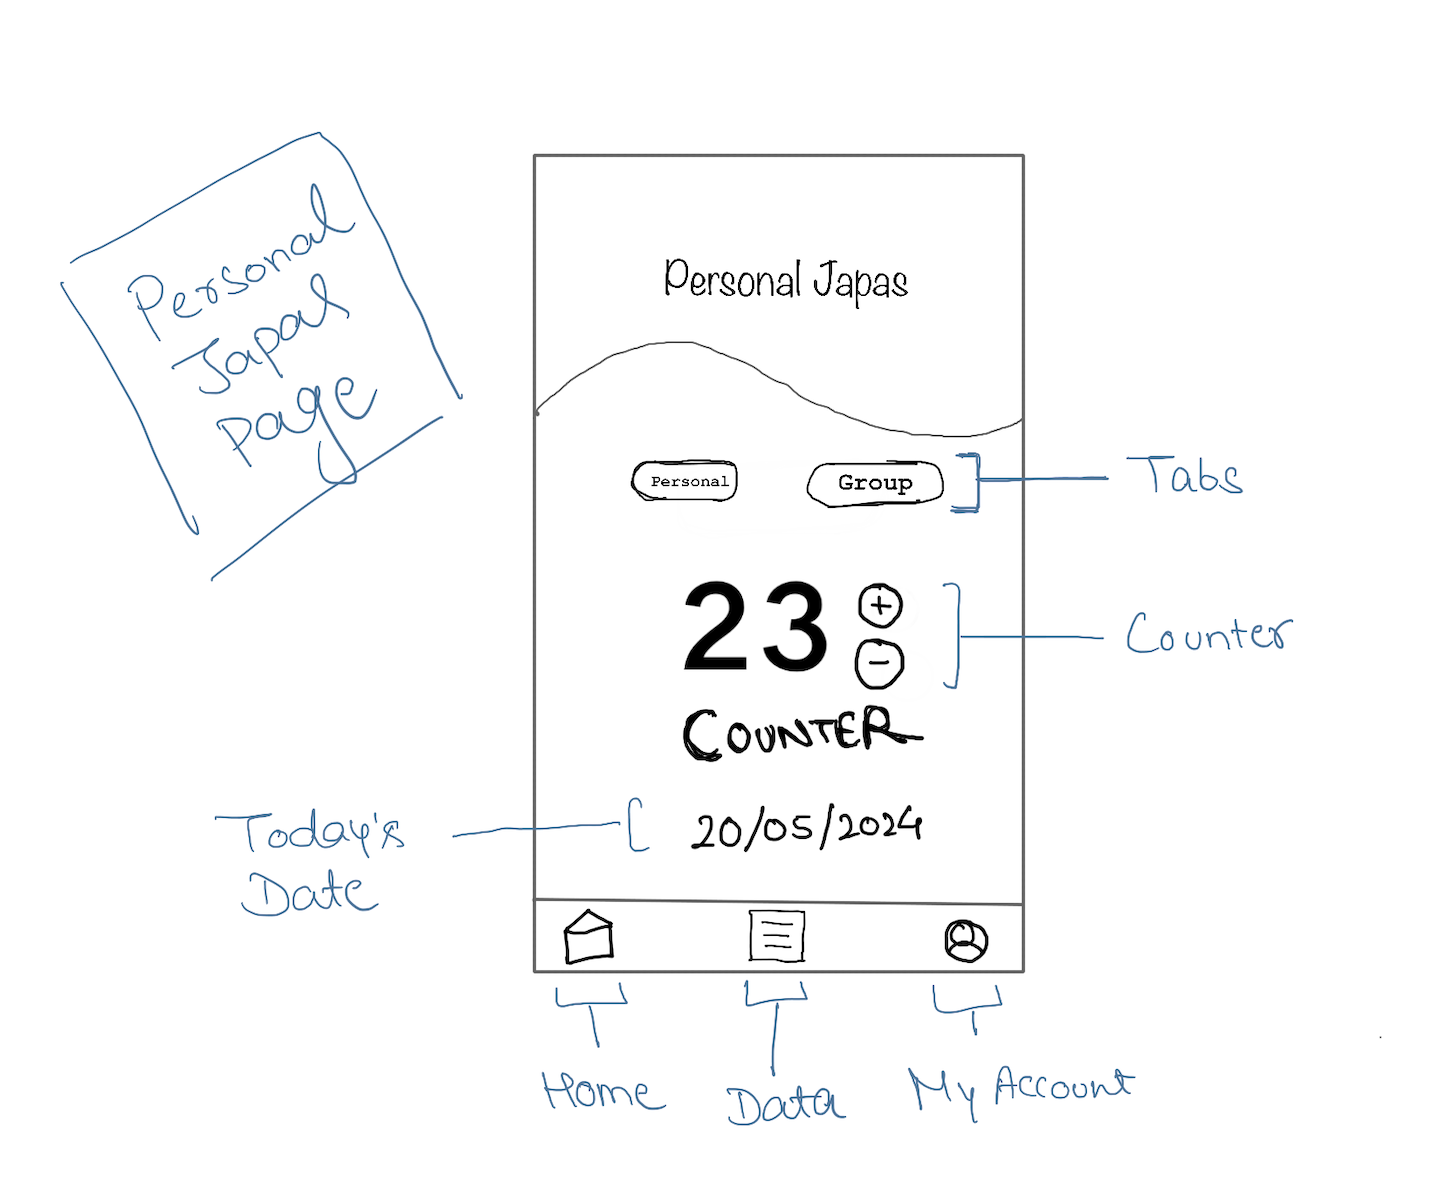 Personal
Japas
page
Personal Japas
Personal Group
Tabs
23 + −
Counter
COUNTER
Today's
Date
20/05/2024
Home Data My Account